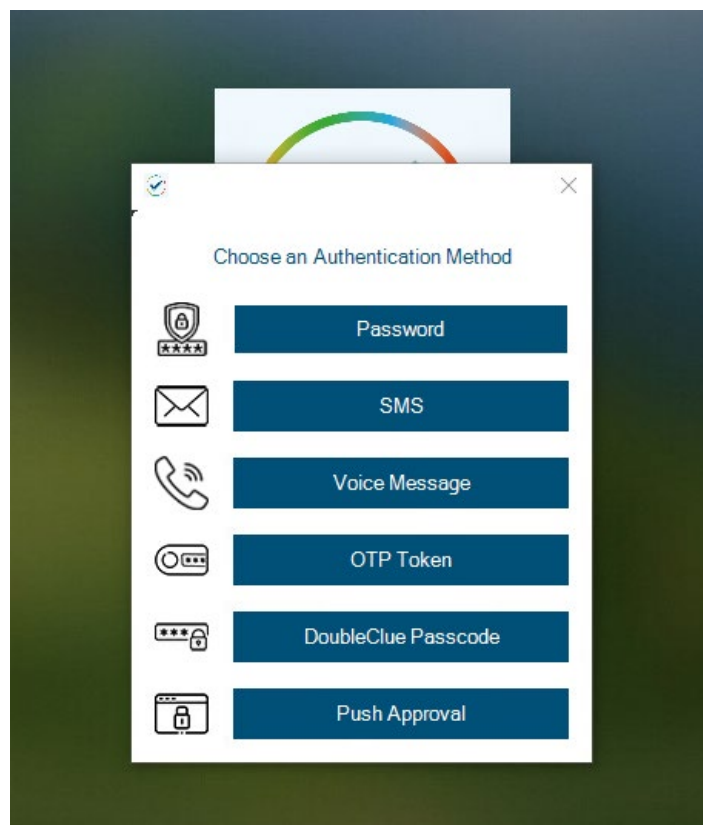 Choose an Authentication Method
Password
SMS
Voice Message
OTP Token
DoubleClue Passcode
Push Approval